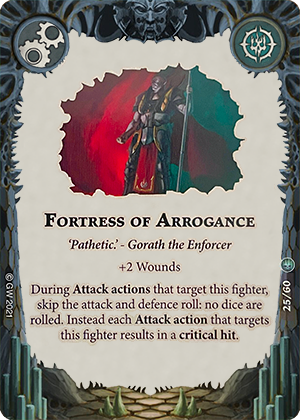 FORTRESS OF ARROGANCE
'Pathetic.' - Gorath the Enforcer
+2 Wounds
During Attack actions that target this fighter,
skip the attack and defence roll: no dice are
rolled. Instead each Attack action that targets
this fighter results in a critical hit.
© GW 2021
25/60